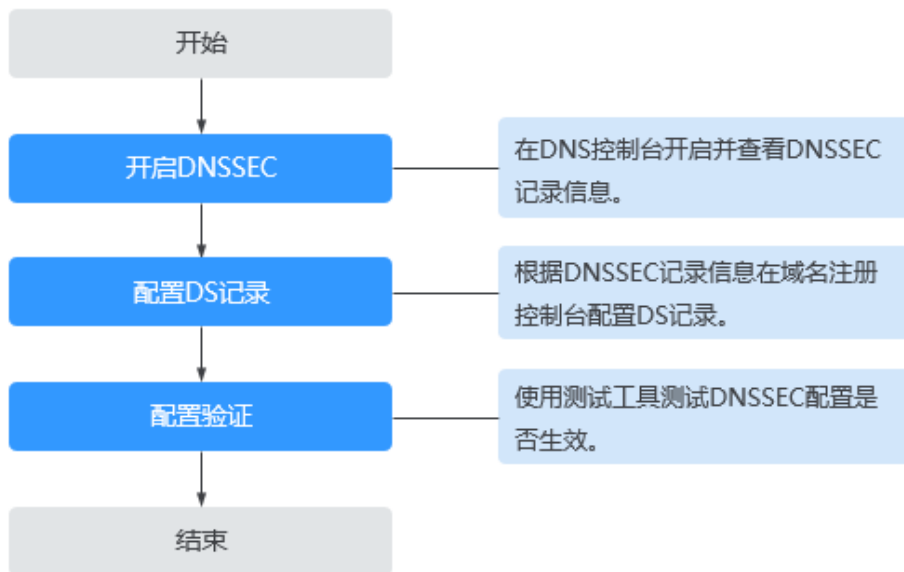 开始
开启DNSSEC
在DNS控制台开启并查看DNSSEC
记录信息。
配置DS记录
根据DNSSEC记录信息在域名注册
控制台配置DS记录。
配置验证
使用测试工具测试DNSSEC配置是
否生效。
结束